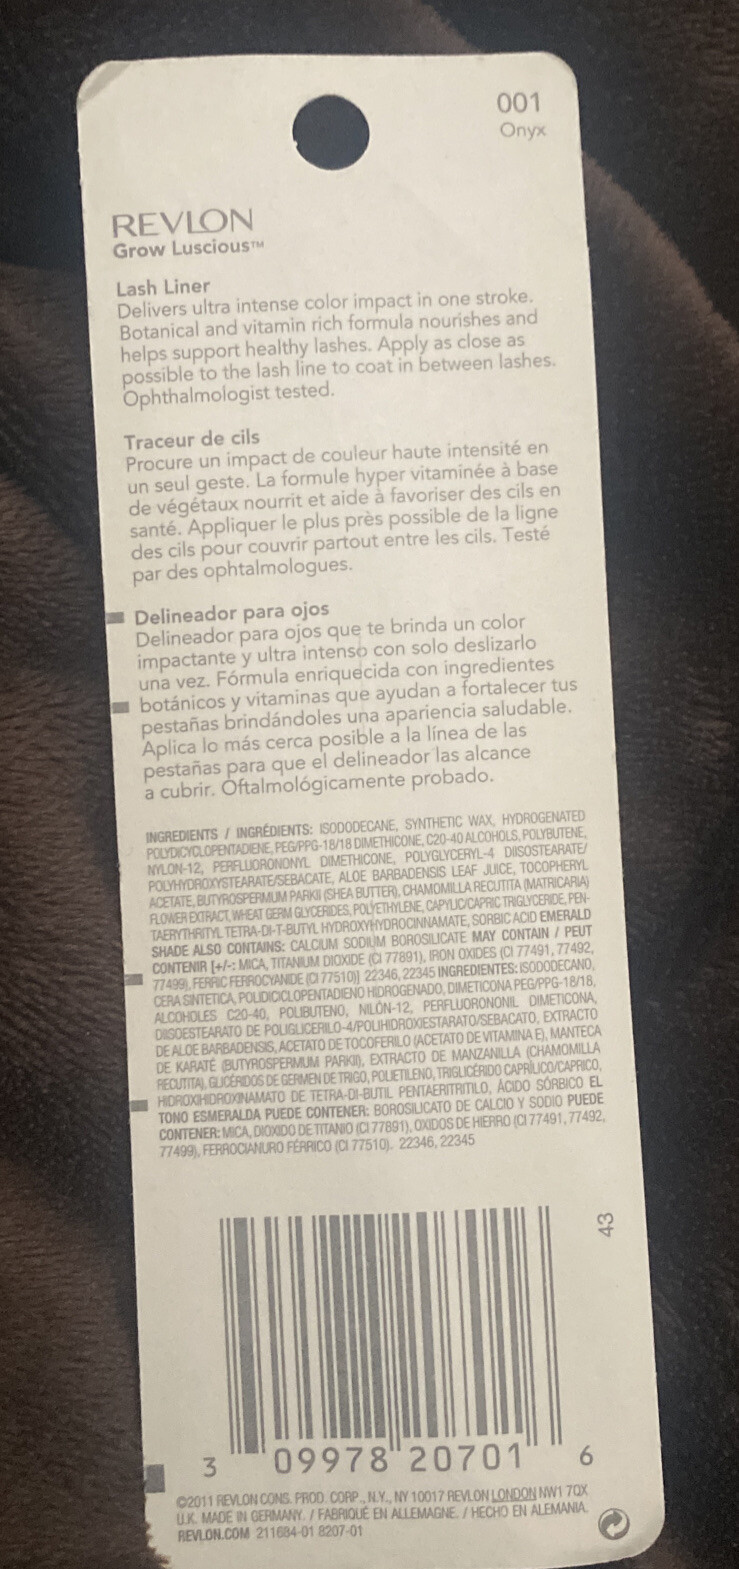 001
Onyx
REVLON
Grow Luscious™
Lash Liner
Delivers ultra intense color impact in one stroke.
Botanical and vitamin rich formula nourishes and
helps support healthy lashes. Apply as close as
possible to the lash line to coat in between lashes.
Ophthalmologist tested.
Traceur de cils
Procure un impact de couleur haute intensité en
un seul geste. La formule hyper vitaminée à base
de végétaux nourrit et aide à favoriser des cils en
santé. Appliquer le plus près possible de la ligne
des cils pour couvrir partout entre les cils. Testé
par des ophtalmologues.
Delineador para ojos
Delineador para ojos que te brinda un color
impactante y ultra intenso con solo deslizarlo
una vez. Fórmula enriquecida con ingredientes
botánicos y vitaminas que ayudan a fortalecer tus
pestañas brindándoles una apariencia saludable.
Aplica lo más cerca posible a la línea de las
pestañas para que el delineador las alcance
a cubrir. Oftalmológicamente probado.
INGREDIENTS / INGRÉDIENTS: ISODODECANE, SYNTHETIC WAX, HYDROGENATED
POLYDICYCLOPENTADIENE, PEG/PPG-18/18 DIMETHICONE, C20-40 ALCOHOLS, POLYBUTENE,
NYLON-12, PERFLUORONONYL DIMETHICONE, POLYGLYCERYL-4 DIISOSTEARATE/
POLYHYDROXYSTEARATE/SEBACATE, ALOE BARBADENSIS LEAF JUICE, TOCOPHERYL
ACETATE, BUTYROSPERMUM PARKII (SHEA BUTTER), CHAMOMILLA RECUTITA (MATRICARIA)
FLOWER EXTRACT, WHEAT GERM GLYCERIDES, POLYETHYLENE, CAPYLIC/CAPRIC TRIGLYCERIDE, PEN-
TAERYTHRITYL TETRA-DI-T-BUTYL HYDROXYHYDROCINNAMATE, SORBIC ACID EMERALD
SHADE ALSO CONTAINS: CALCIUM SODIUM BOROSILICATE MAY CONTAIN / PEUT
CONTENIR [+/-: MICA, TITANIUM DIOXIDE (CI 77891), IRON OXIDES (CI 77491, 77492,
77499), FERRIC FERROCYANIDE (CI 77510)] 22346, 22345 INGREDIENTES: ISODODECANO,
CERA SINTETICA, POLIDICICLOPENTADIENO HIDROGENADO, DIMETICONA PEG/PPG-18/18,
ALCOHOLES C20-40, POLIBUTENO, NILÓN-12, PERFLUORONONIL DIMETICONA,
DIISOESTEARATO DE POLIGLICERILO-4/POLIHIDROXIESTARATO/SEBACATO, EXTRACTO
DE ALOE BARBADENSIS, ACETATO DE TOCOFERILO (ACETATO DE VITAMINA E), MANTECA
DE KARATÉ (BUTYROSPERMUM PARKII), EXTRACTO DE MANZANILLA (CHAMOMILLA
RECUTITA), GLICÉRIDOS DE GERMEN DE TRIGO, POLIETILENO, TRIGLICÉRIDO CAPRÍLICO/CAPRICO,
HIDROXIHIDROXINAMATO DE TETRA-DI-BUTIL PENTAERITRITILO, ÁCIDO SÓRBICO EL
TONO ESMERALDA PUEDE CONTENER: BOROSILICATO DE CALCIO Y SODIO PUEDE
CONTENER: MICA, DIOXIDO DE TITANIO (CI 77891), OXIDOS DE HIERRO (CI 77491, 77492,
77499), FERROCIANURO FÉRRICO (CI 77510). 22346, 22345
43
3 09978 20701 6
©2011 REVLON CONS. PROD. CORP., N.Y., NY 10017 REVLON LONDON NW1 7QX
U.K. MADE IN GERMANY. / FABRIQUÉ EN ALLEMAGNE. / HECHO EN ALEMANIA.
REVLON.COM 211684-01 8207-01